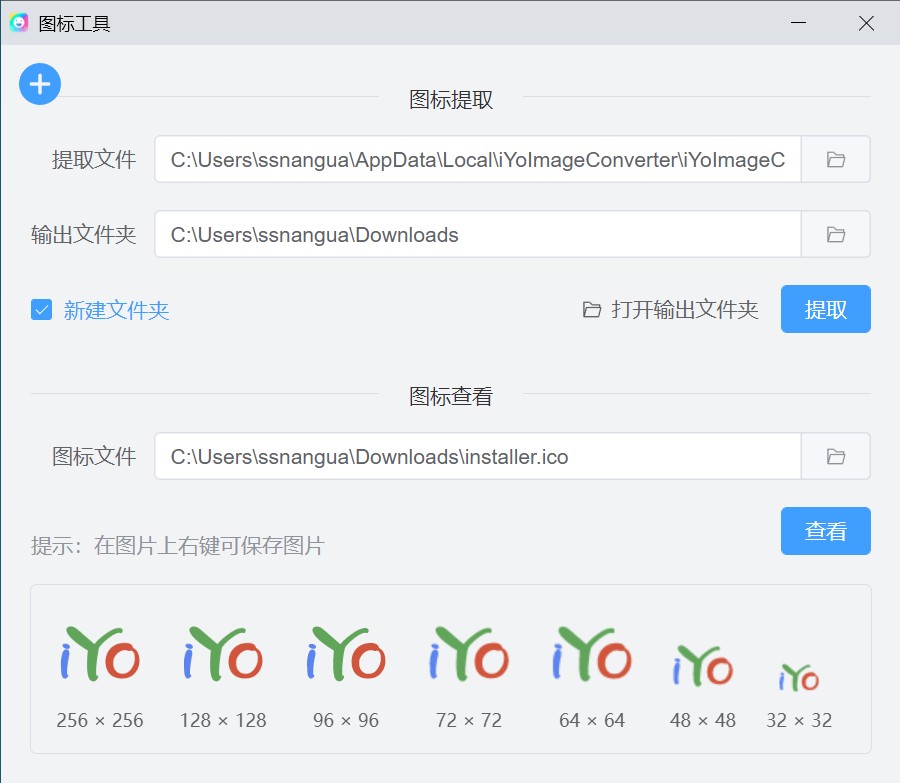 图标工具
图标提取
提取文件 C:\Users\ssnangua\AppData\Local\iYoImageConverter\iYoImageC
输出文件夹 C:\Users\ssnangua\Downloads
新建文件夹 打开输出文件夹 提取
图标查看
图标文件 C:\Users\ssnangua\Downloads\installer.ico
查看
提示：在图片上右键可保存图片
iYo iYo iYo iYo iYo iYo iYo
256 × 256 128 × 128 96 × 96 72 × 72 64 × 64 48 × 48 32 × 32